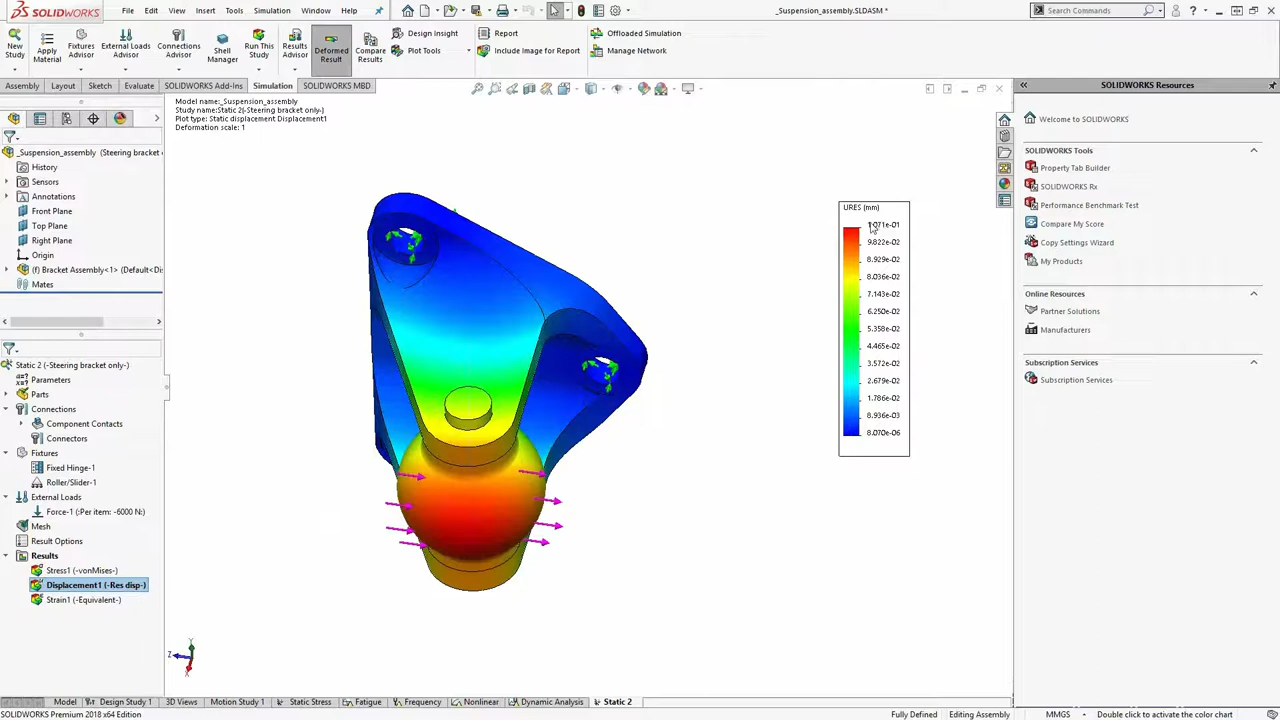 SOLIDWORKS
File
Edit
View
Insert
Tools
Simulation
Window
Help
_Suspension_assembly.SLDASM *
Search Commands
New Study
Apply Material
Fixtures Advisor
External Loads Advisor
Connections Advisor
Shell Manager
Run This Study
Results Advisor
Deformed Result
Compare Results
Design Insight
Plot Tools
Report
Include Image for Report
Offloaded Simulation
Manage Network
Assembly
Layout
Sketch
Evaluate
SOLIDWORKS Add-Ins
Simulation
SOLIDWORKS MBD
_Suspension_assembly (Steering bracket
History
Sensors
Annotations
Front Plane
Top Plane
Right Plane
Origin
(f) Bracket Assembly<1> (Default<Di
Mates
Static 2 (-Steering bracket only-)
Parameters
Parts
Connections
Component Contacts
Connectors
Fixtures
Fixed Hinge-1
Roller/Slider-1
External Loads
Force-1 (:Per item: -6000 N:)
Mesh
Result Options
Results
Stress1 (-vonMises-)
Displacement1 (-Res disp-)
Strain1 (-Equivalent-)
Model name:_Suspension_assembly
Study name:Static 2(-Steering bracket only-)
Plot type: Static displacement Displacement1
Deformation scale: 1
URES (mm)
1.071e-01
9.822e-02
8.929e-02
8.036e-02
7.143e-02
6.250e-02
5.358e-02
4.465e-02
3.572e-02
2.679e-02
1.786e-02
8.936e-03
8.070e-06
Y
Z
X
SOLIDWORKS Resources
Welcome to SOLIDWORKS
SOLIDWORKS Tools
Property Tab Builder
SOLIDWORKS Rx
Performance Benchmark Test
Compare My Score
Copy Settings Wizard
My Products
Online Resources
Partner Solutions
Manufacturers
Subscription Services
Subscription Services
Model
Design Study 1
3D Views
Motion Study 1
Static Stress
Fatigue
Frequency
Nonlinear
Dynamic Analysis
Static 2
SOLIDWORKS Premium 2018 x64 Edition
Fully Defined
Editing Assembly
MMGS
Double click to activate the color chart